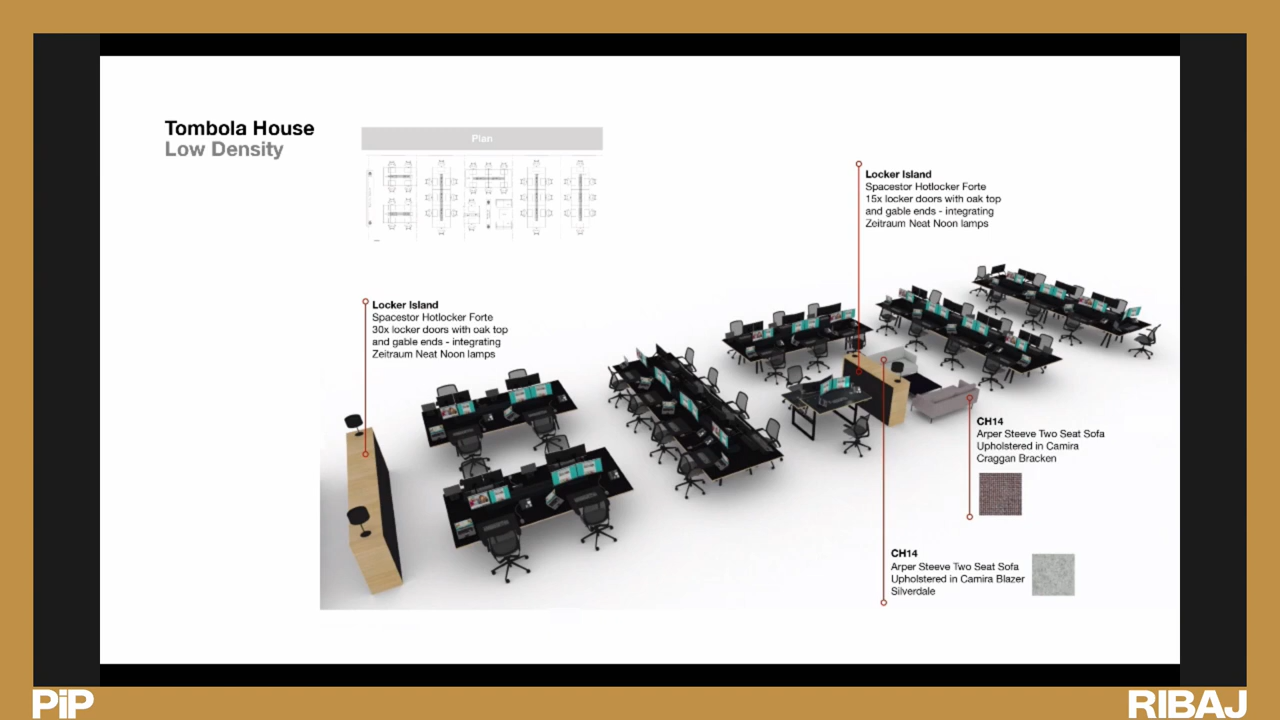 Tombola House
Low Density
Plan
Locker Island
Spacestor Hotlocker Forte
15x locker doors with oak top
and gable ends - integrating
Zeitraum Neat Noon lamps
Locker Island
Spacestor Hotlocker Forte
30x locker doors with oak top
and gable ends - integrating
Zeitraum Neat Noon lamps
CH14
Arper Steeve Two Seat Sofa
Upholstered in Camira
Craggan Bracken
CH14
Arper Steeve Two Seat Sofa
Upholstered in Camira Blazer
Silverdale
PiP
RIBAJ